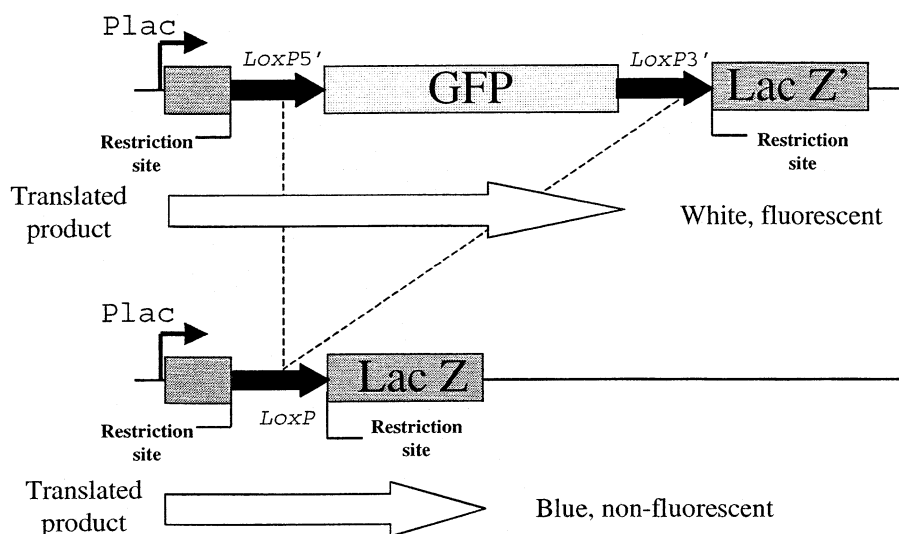 Plac
LoxP5'
LoxP3'
GFP
Lac Z'
Restriction
site
Restriction
site
Translated
product
White, fluorescent
Plac
Lac Z
LoxP
Restriction
site
Restriction
site
Translated
product
Blue, non-fluorescent